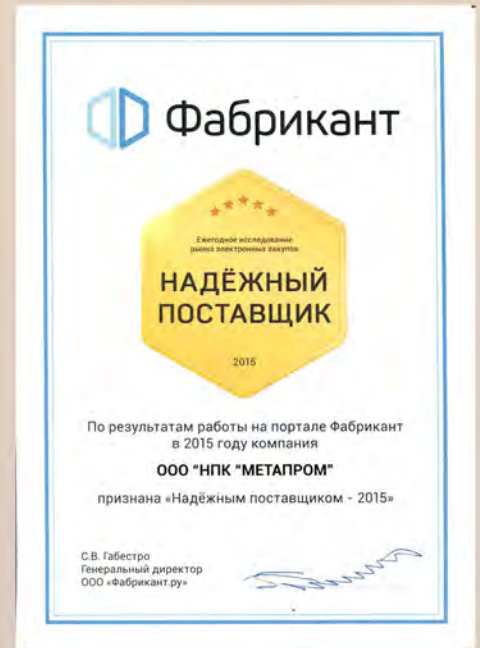 Фабрикант
Ежегодное исследование
рынка электронных закупок
НАДЁЖНЫЙ
ПОСТАВЩИК
2015
По результатам работы на портале Фабрикант
в 2015 году компания
ООО "НПК "МЕТАПРОМ"
признана «Надёжным поставщиком - 2015»
С.В. Габестро
Генеральный директор
ООО «Фабрикант.ру»